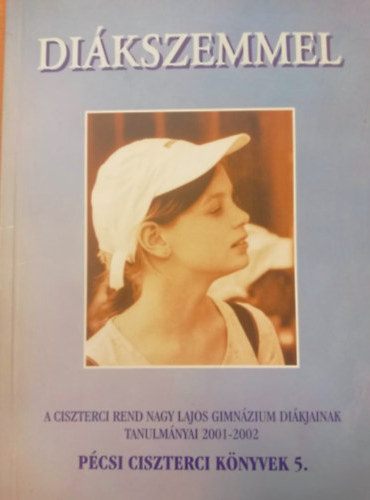 DIÁKSZEMMEL
A CISZTERCI REND NAGY LAJOS GIMNÁZIUM DIÁKJAINAK
TANULMÁNYAI 2001-2002
PÉCSI CISZTERCI KÖNYVEK 5.